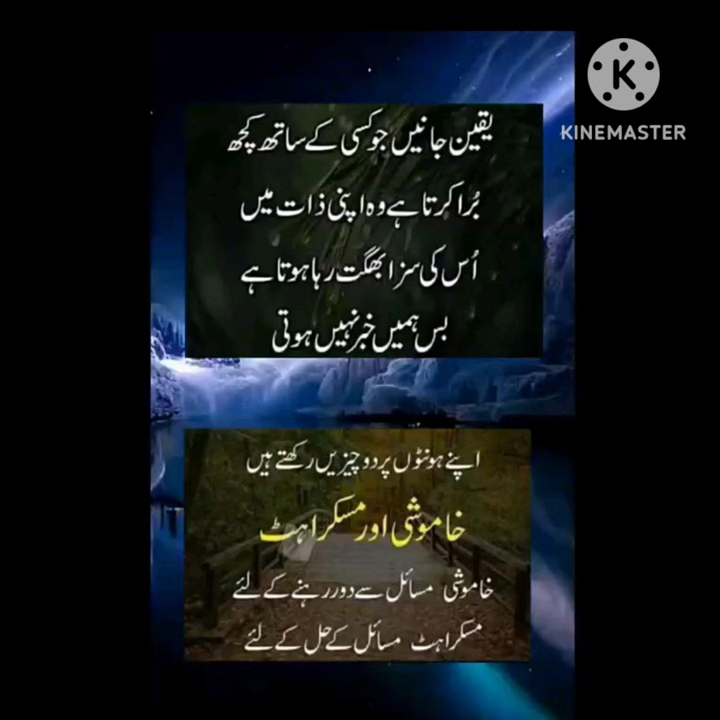 KINEMASTER
یقین جانیں جو کسی کے ساتھ کچھ
بُرا کرتا ہے وہ اپنی ذات میں
اُس کی سزا بھگت رہا ہوتا ہے
بس ہمیں خبر نہیں ہوتی
اپنے ہونٹوں پر دو چیزیں رکھتے ہیں
خاموشی اور مسکراہٹ
خاموشی مسائل سے دور رہنے کے لئے
مسکراہٹ مسائل کے حل کے لئے